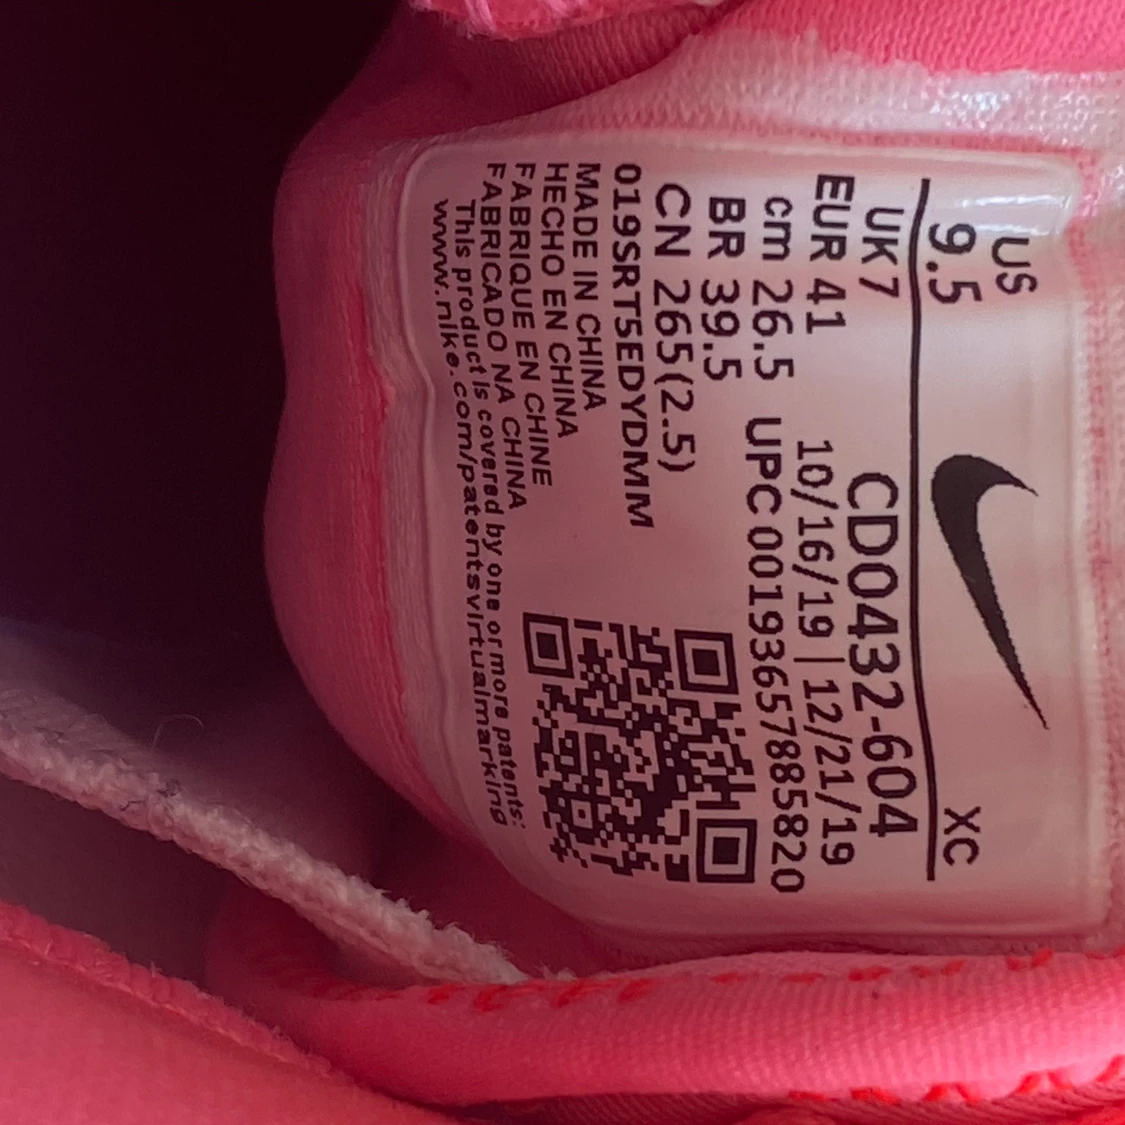 US
9.5
XC
UK 7
CD0432-604
EUR 41
10/16/19 | 12/21/19
cm 26.5
UPC 00193657885820
BR 39.5
CN 265(2.5)
019SRT5EDYDMM
MADE IN CHINA
HECHO EN CHINA
FABRIQUE EN CHINE
FABRICADO NA CHINA
This product is covered by one or more patents:
www.nike.com/patentsvirtualmarking